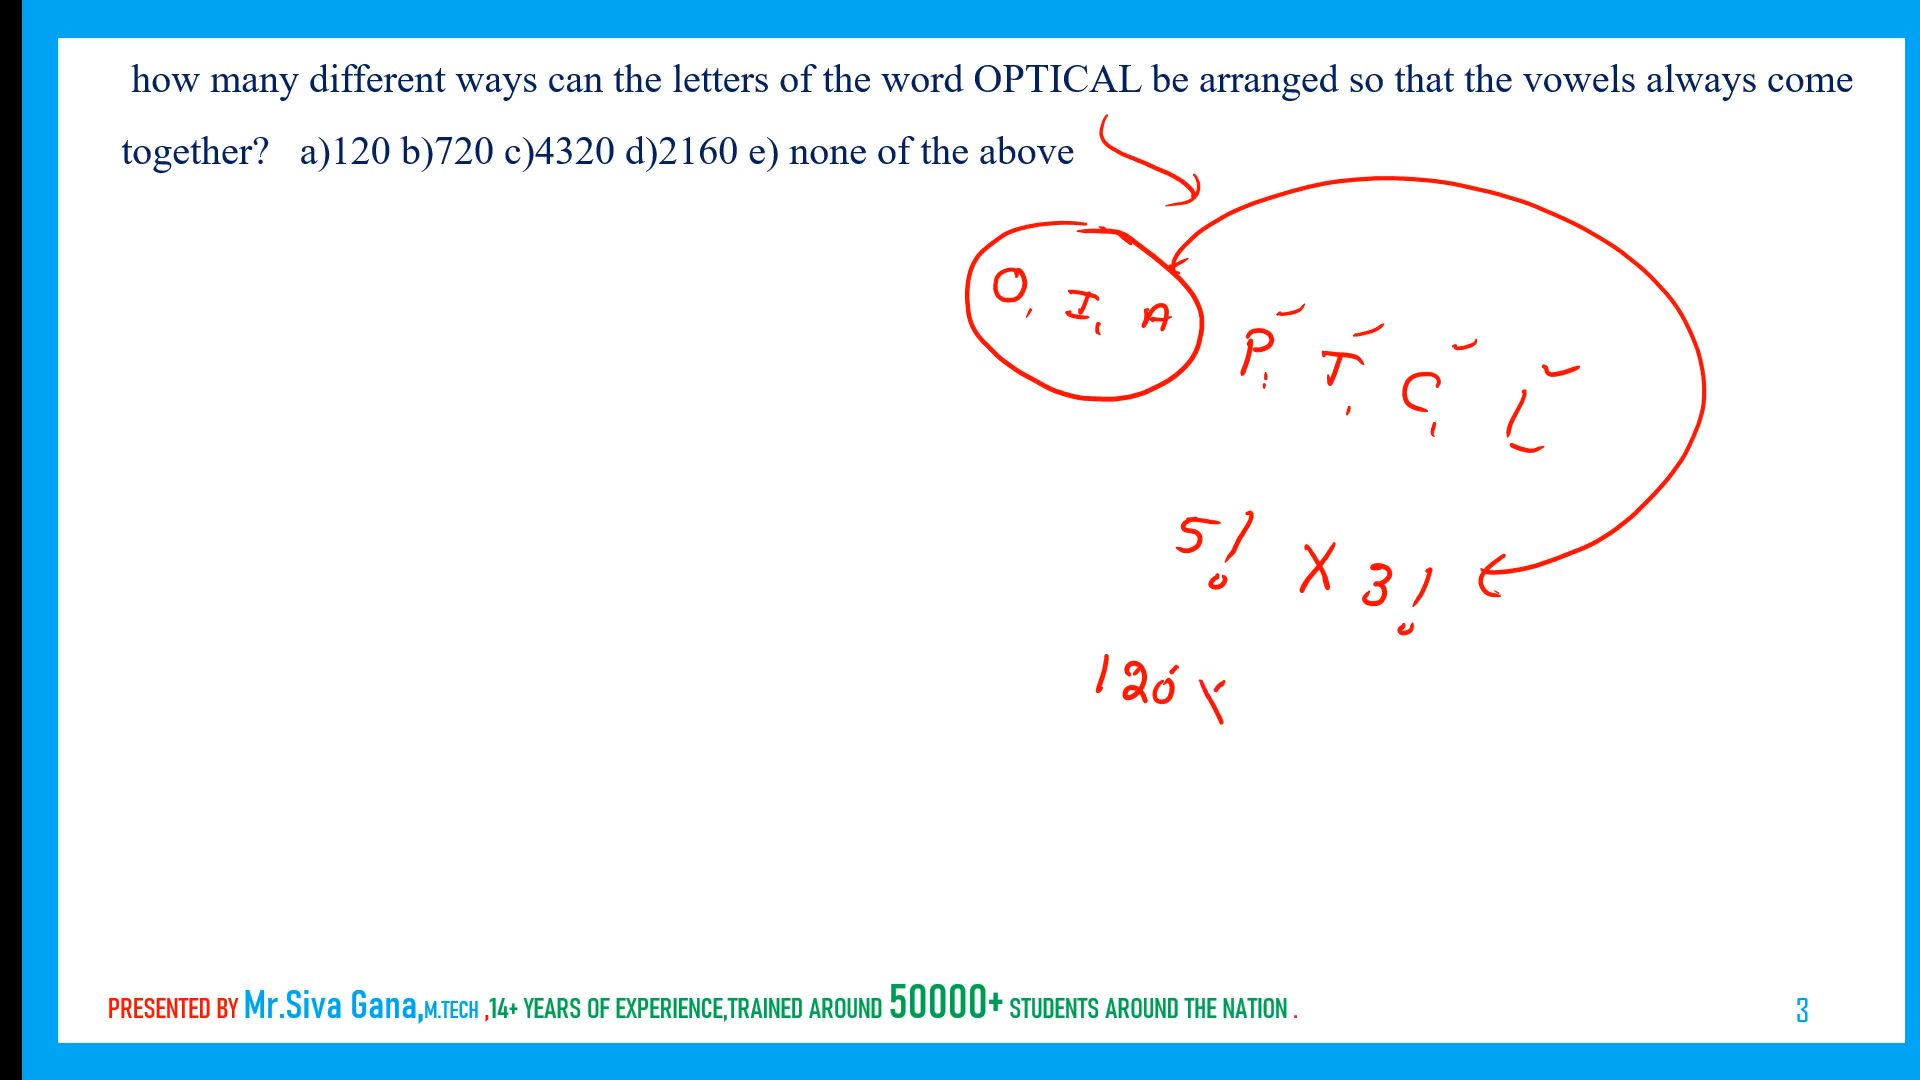 how many different ways can the letters of the word OPTICAL be arranged so that the vowels always come
together? a)120 b)720 c)4320 d)2160 e) none of the above
O, I, A P, T, C, L
5! X 3!
120 X
PRESENTED BY Mr.Siva Gana,M.TECH ,14+ YEARS OF EXPERIENCE,TRAINED AROUND 50000+ STUDENTS AROUND THE NATION .
3